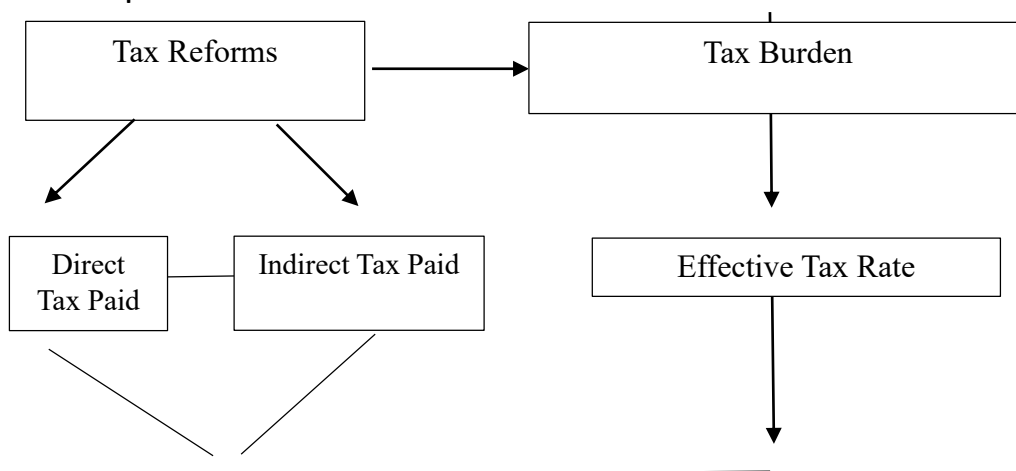 Tax Reforms
Tax Burden
Direct
Tax Paid
Indirect Tax Paid
Effective Tax Rate